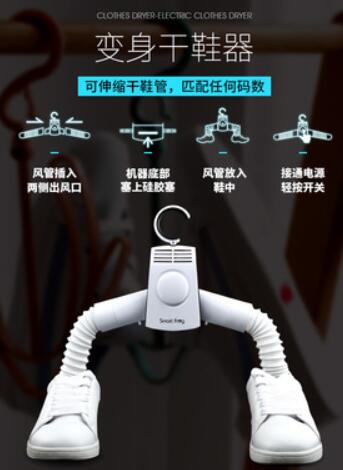 CLOTHES DRYER-ELECTRIC CLOTHES DRYER
变身干鞋器
可伸缩干鞋管，匹配任何码数
风管插入
两侧出风口
机器底部
塞上硅胶塞
风管放入
鞋中
接通电源
轻按开关
Smart frog